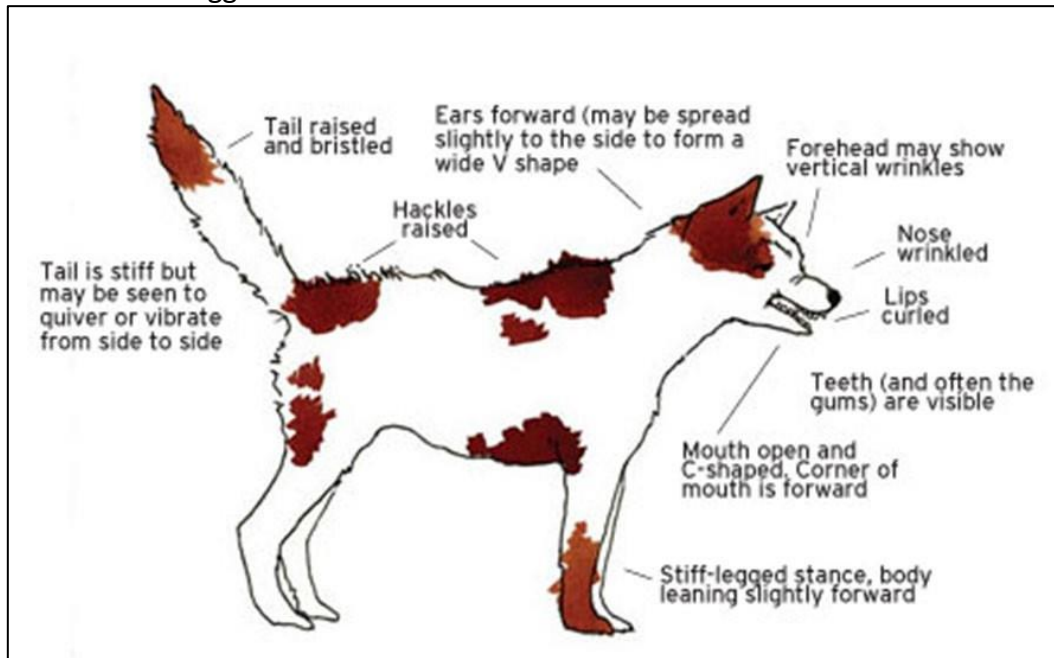 Tail raised
and bristled
Ears forward (may be spread
slightly to the side to form a
wide V shape
Forehead may show
vertical wrinkles
Hackles
raised
Nose
wrinkled
Tail is stiff but
may be seen to
quiver or vibrate
from side to side
Lips
curled
Teeth (and often the
gums) are visible
Mouth open and
C-shaped. Corner of
mouth is forward
Stiff-legged stance, body
leaning slightly forward